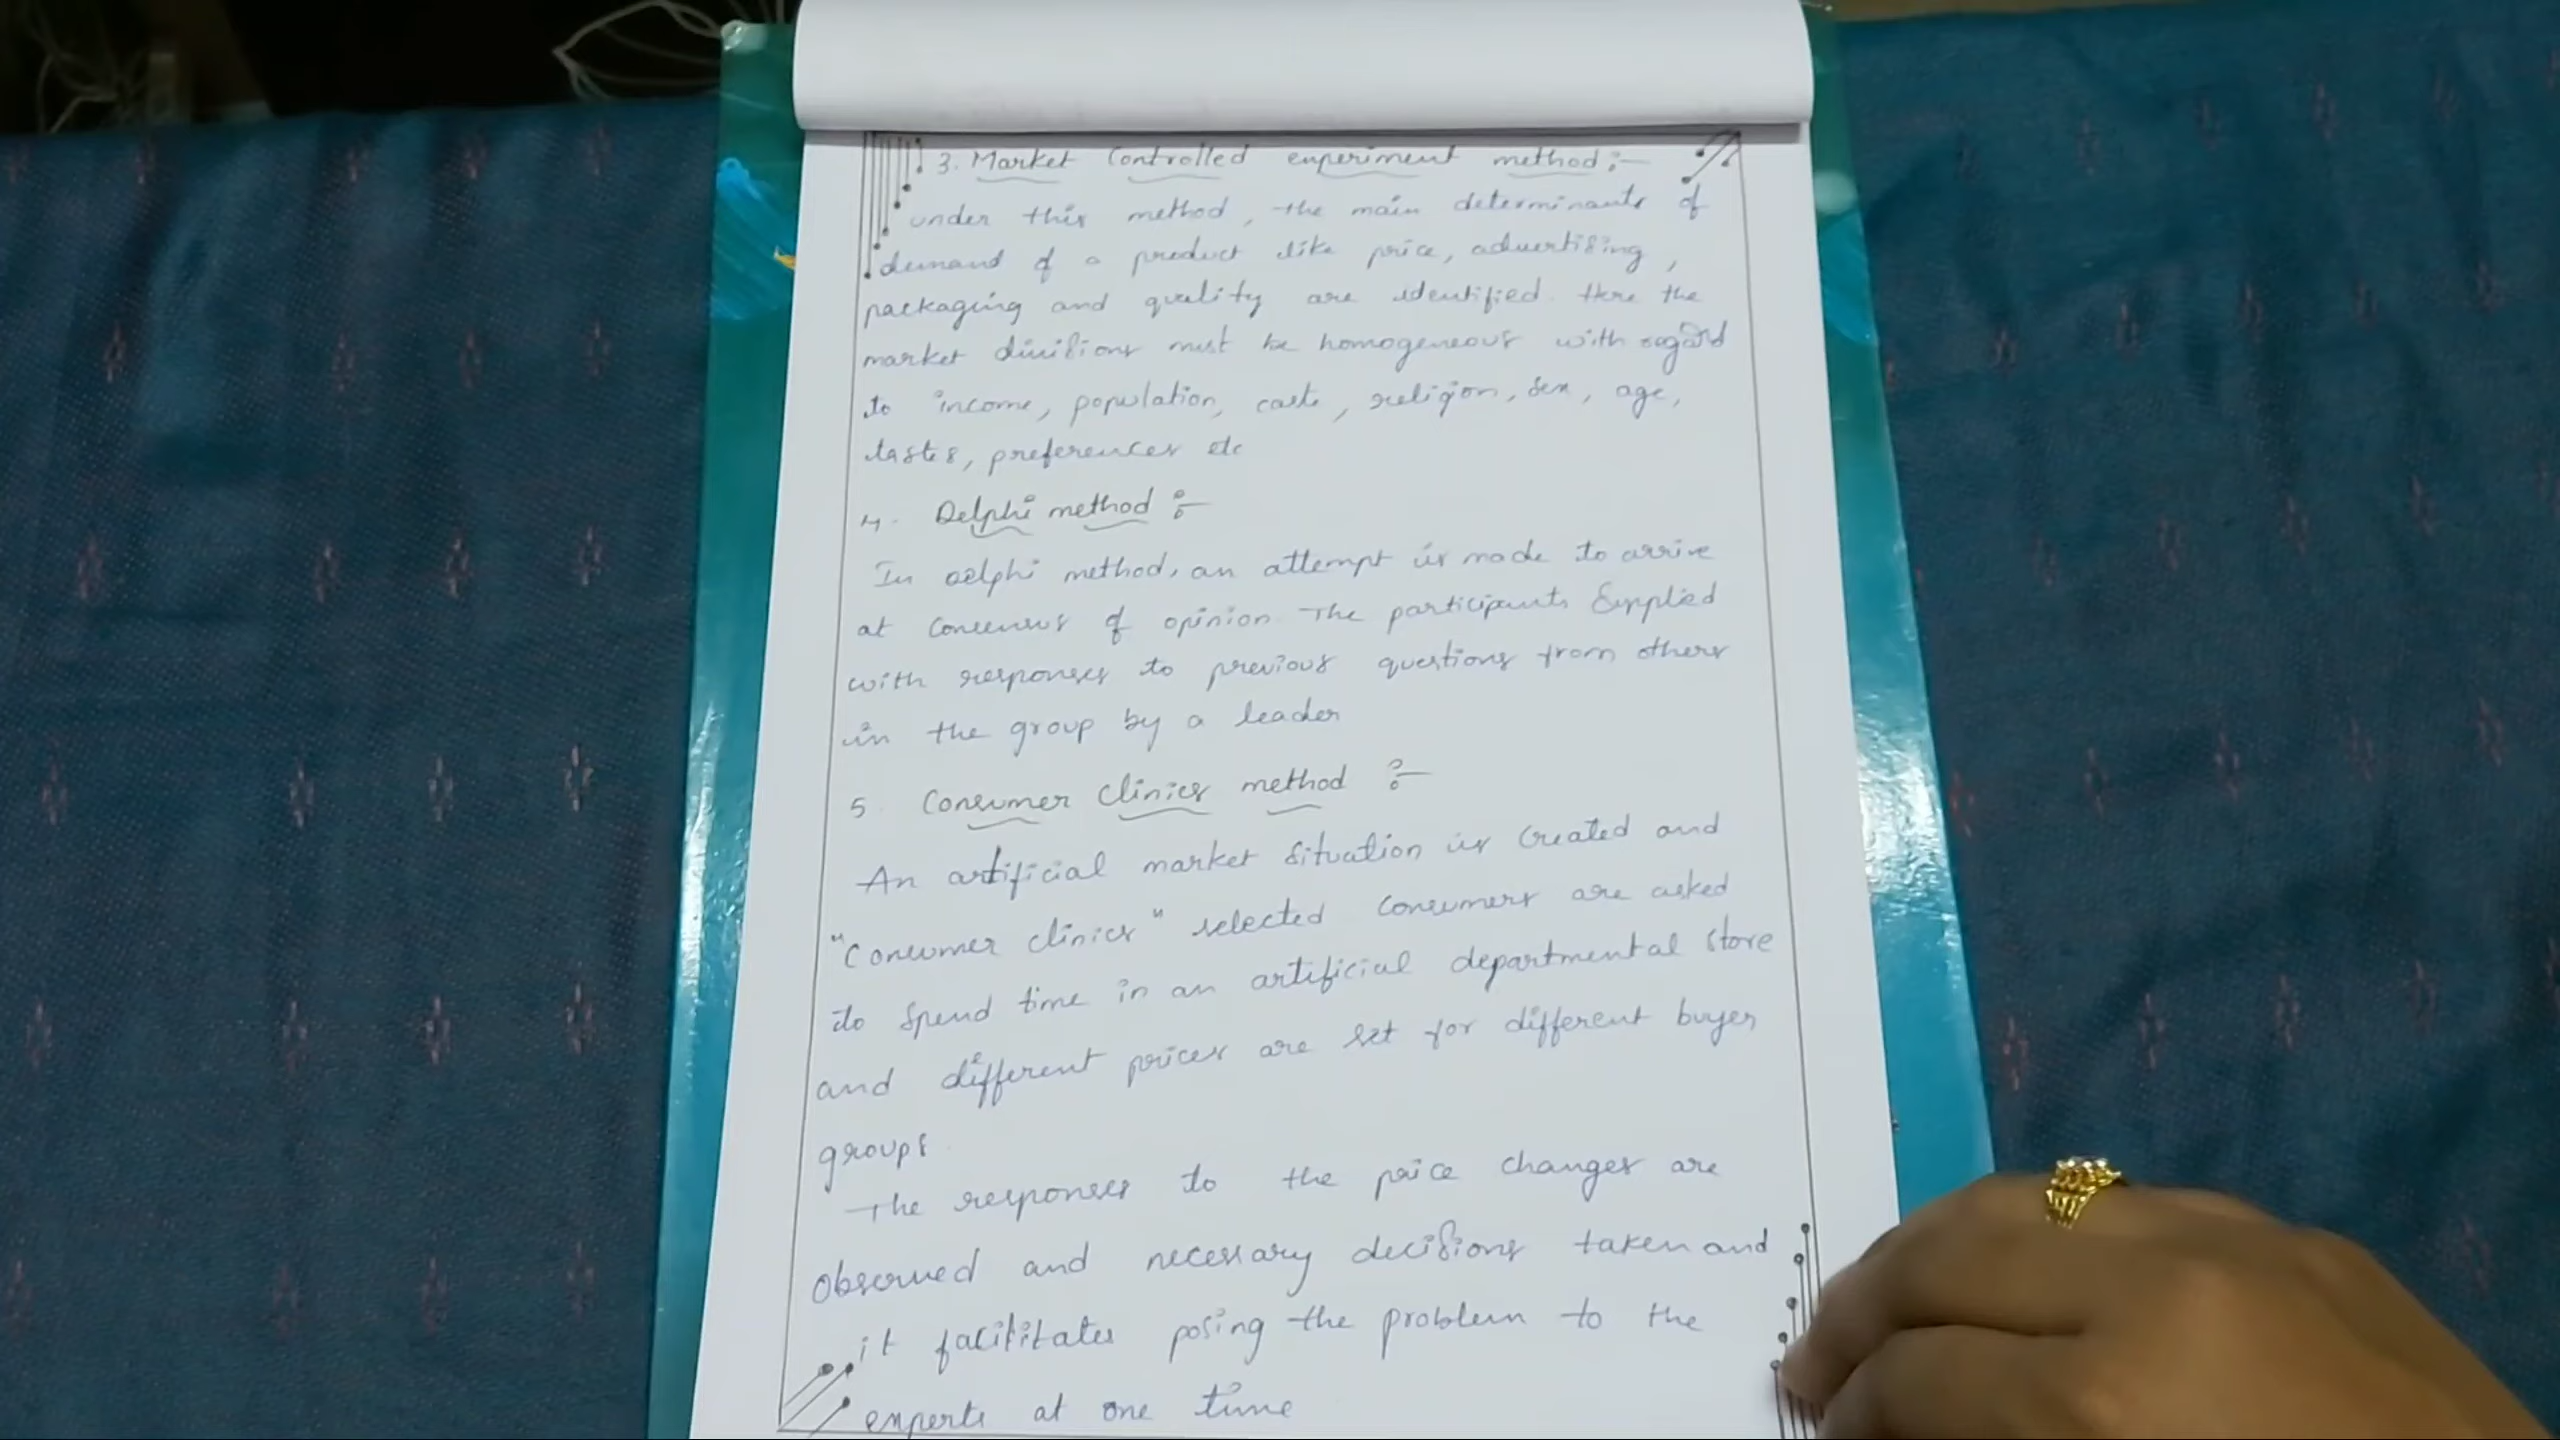 3. Market Controlled experiment method :-
under this method, the main determinants of
demand of a product like price, advertising,
packaging and quality are identified. Here the
market divisions must be homogeneous with regard
to income, population, caste, religion, sex, age,
tastes, preferences etc
4. Delphi method :-
In delphi method, an attempt is made to arrive
at concensus of opinion. The participants supplied
with responses to previous questions from others
in the group by a leader
5. Consumer clinics method :-
An artificial market situation is created and
"consumer clinics" selected consumers are asked
to spend time in an artificial departmental store
and different prices are set for different buyer
groups.
The responses to the price changes are
observed and necessary decisions taken and
it facilitates posing the problem to the
experts at one time